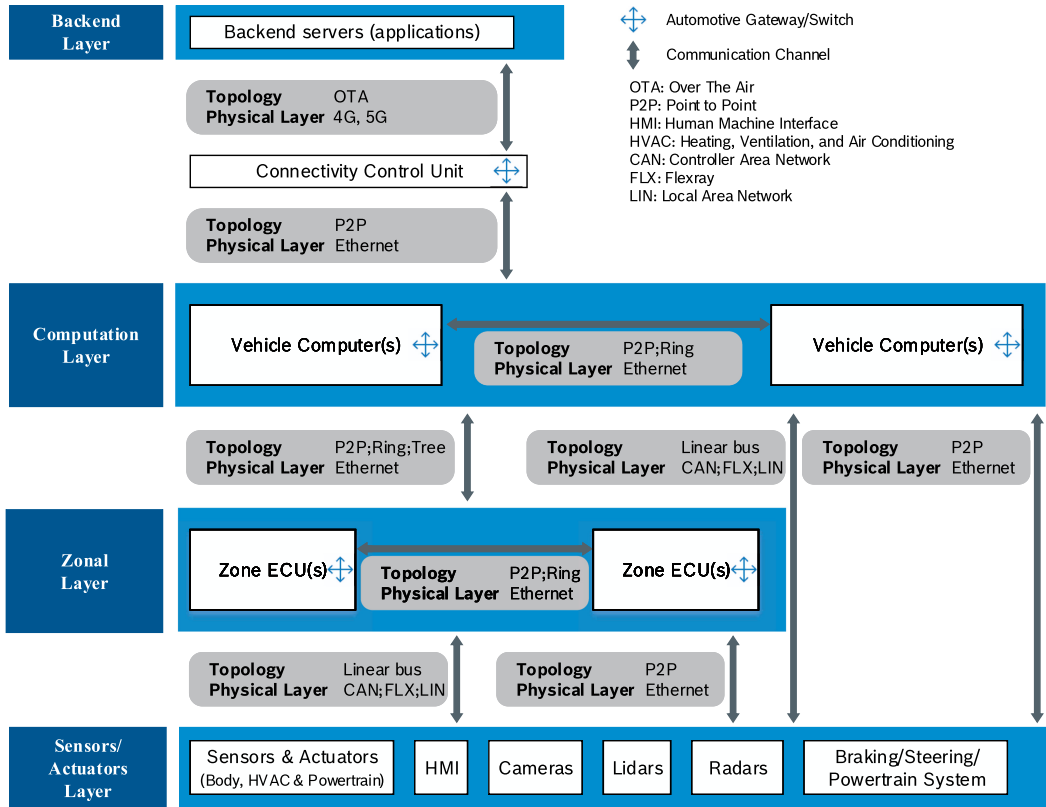 Backend
Layer
Backend servers (applications)
Automotive Gateway/Switch
Communication Channel
OTA: Over The Air
P2P: Point to Point
HMI: Human Machine Interface
HVAC: Heating, Ventilation, and Air Conditioning
CAN: Controller Area Network
FLX: Flexray
LIN: Local Area Network
Topology OTA
Physical Layer 4G, 5G
Connectivity Control Unit
Topology P2P
Physical Layer Ethernet
Computation
Layer
Vehicle Computer(s)
Topology P2P;Ring
Physical Layer Ethernet
Vehicle Computer(s)
Topology P2P;Ring;Tree
Physical Layer Ethernet
Topology Linear bus
Physical Layer CAN;FLX;LIN
Topology P2P
Physical Layer Ethernet
Zonal
Layer
Zone ECU(s)
Topology P2P;Ring
Physical Layer Ethernet
Zone ECU(s)
Topology Linear bus
Physical Layer CAN;FLX;LIN
Topology P2P
Physical Layer Ethernet
Sensors/
Actuators
Layer
Sensors & Actuators
(Body, HVAC & Powertrain)
HMI
Cameras
Lidars
Radars
Braking/Steering/
Powertrain System